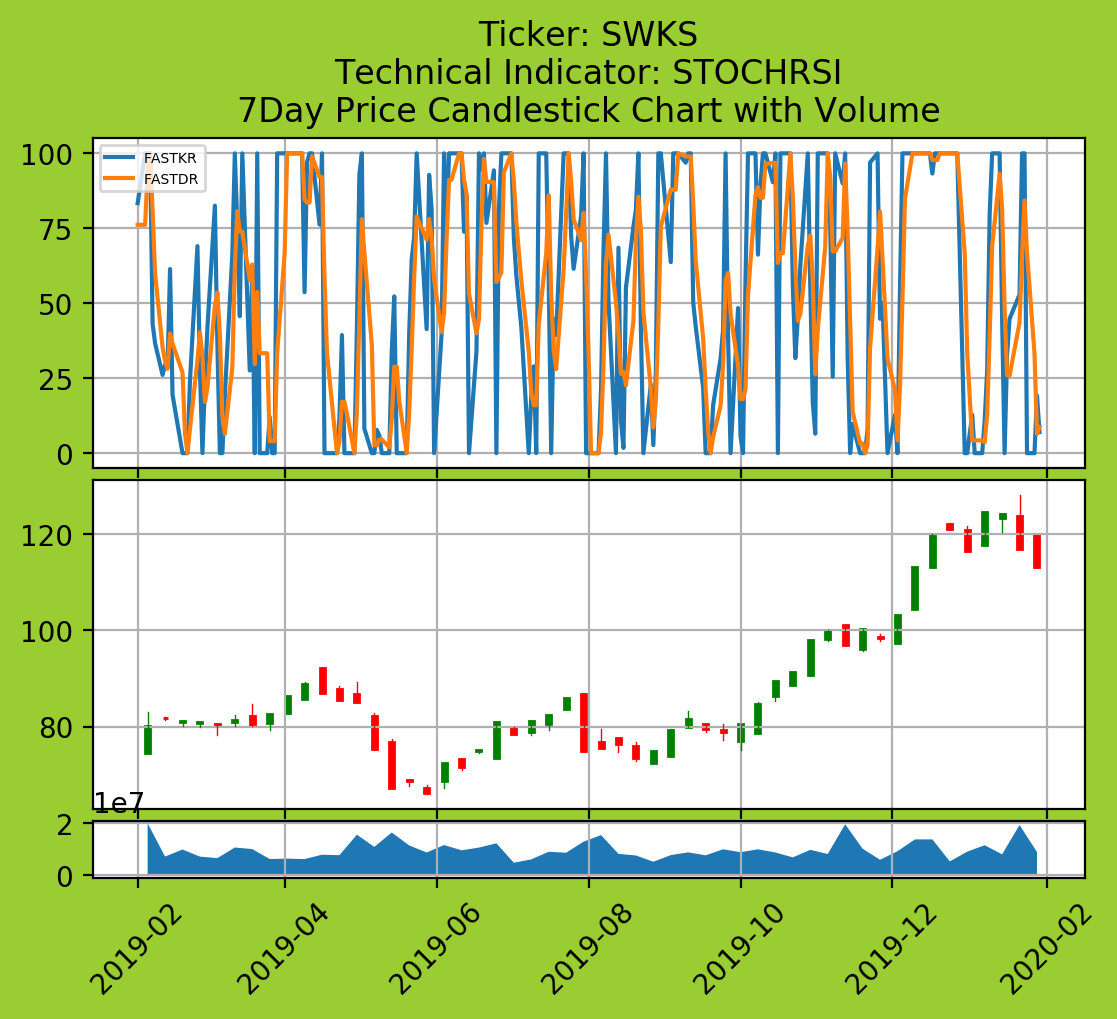 Ticker: SWKS
Technical Indicator: STOCHRSI
7Day Price Candlestick Chart with Volume
100
75
50
25
0
FASTKR
FASTDR
120
100
80
1e7
2
0
2019-02
2019-04
2019-06
2019-08
2019-10
2019-12
2020-02